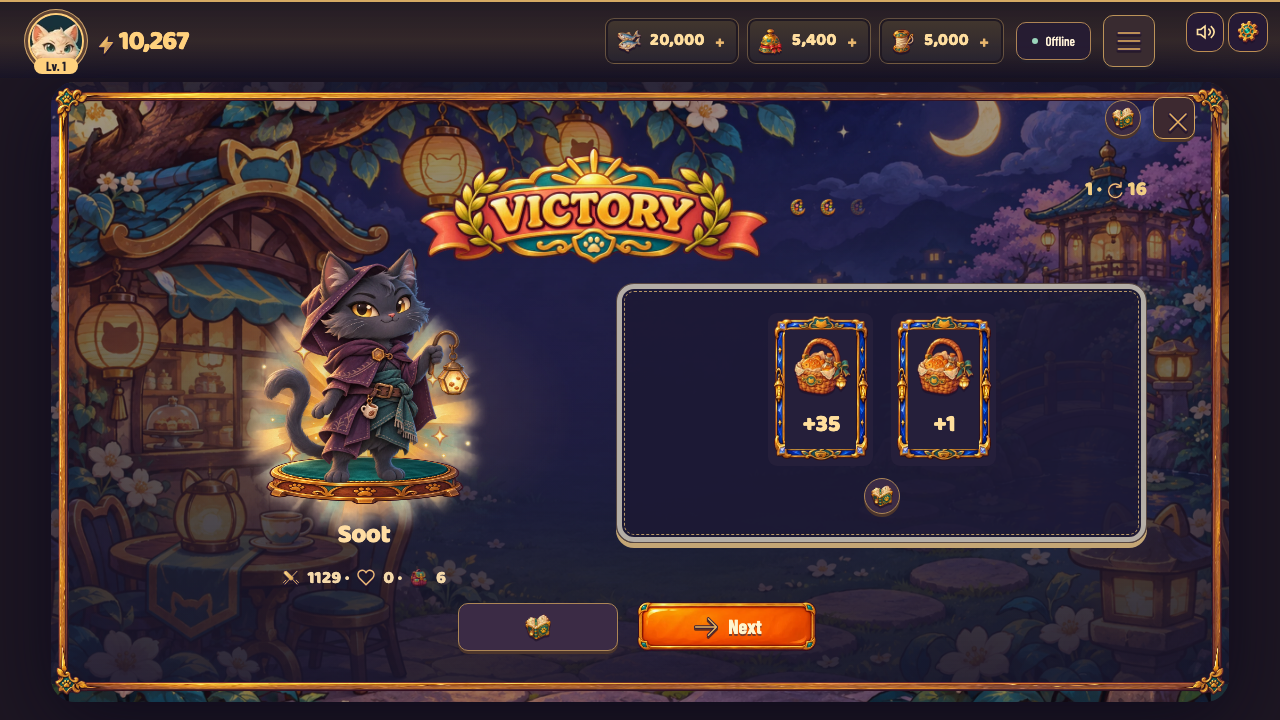 10,267
20,000 +
5,400 +
5,000 +
Offline
Lv. 1
VICTORY
1 • 16
+35
+1
Soot
1129 • 0 • 6
Next